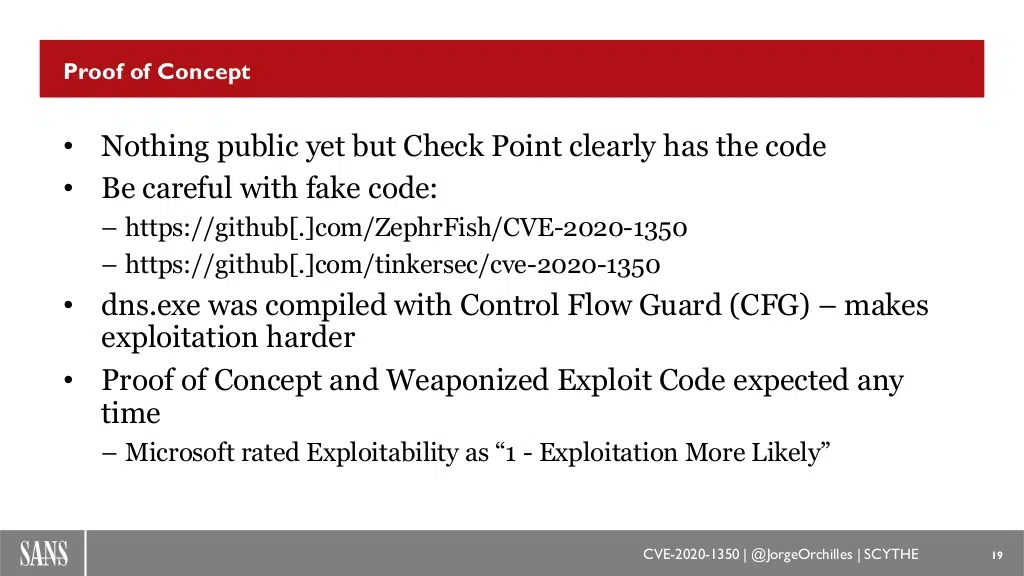 Proof of Concept
• Nothing public yet but Check Point clearly has the code
• Be careful with fake code:
– https://github[.]com/ZephrFish/CVE-2020-1350
– https://github[.]com/tinkersec/cve-2020-1350
• dns.exe was compiled with Control Flow Guard (CFG) – makes
exploitation harder
• Proof of Concept and Weaponized Exploit Code expected any
time
– Microsoft rated Exploitability as “1 - Exploitation More Likely”
SANS
CVE-2020-1350 | @JorgeOrchilles | SCYTHE
19